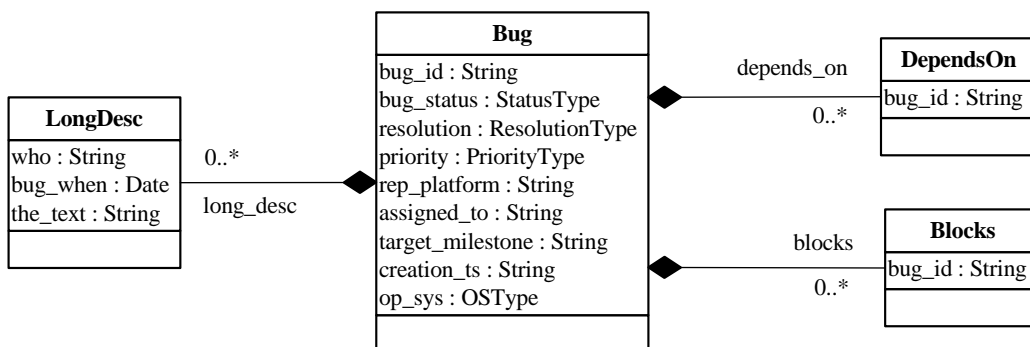 LongDesc
who : String
bug_when : Date
the_text : String
0..*
long_desc
Bug
bug_id : String
bug_status : StatusType
resolution : ResolutionType
priority : PriorityType
rep_platform : String
assigned_to : String
target_milestone : String
creation_ts : String
op_sys : OSType
depends_on
0..*
DependsOn
bug_id : String
blocks
0..*
Blocks
bug_id : String